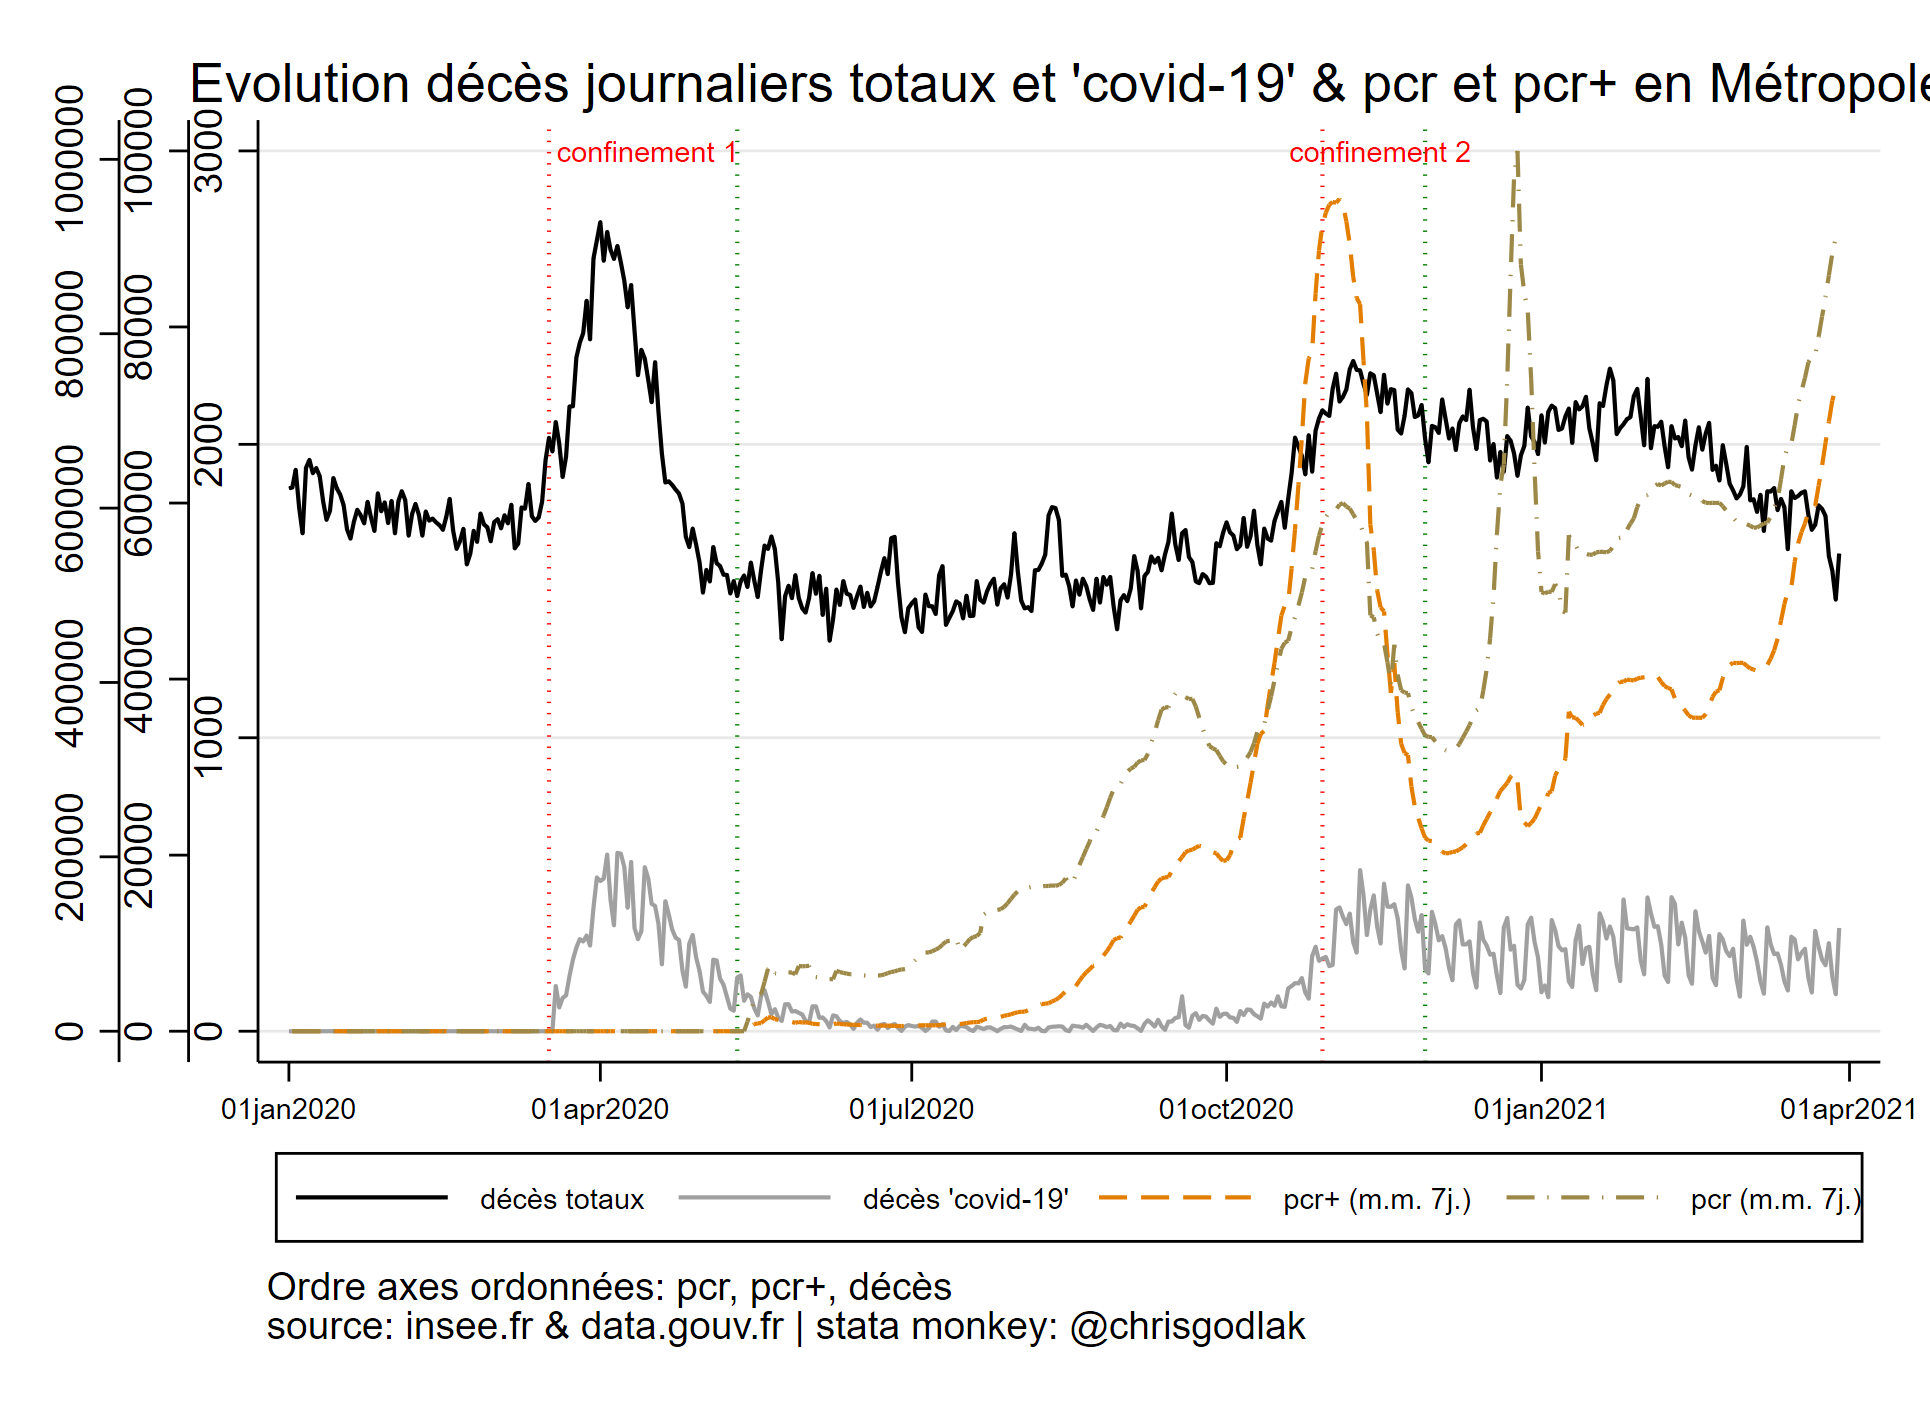 Evolution décès journaliers totaux et 'covid-19' & pcr et pcr+ en Métropole
1000000
800000
600000
400000
200000
0
100000
80000
60000
40000
20000
0
3000
2000
1000
0
confinement 1
confinement 2
01jan2020
01apr2020
01jul2020
01oct2020
01jan2021
01apr2021
décès totaux
décès 'covid-19'
pcr+ (m.m. 7j.)
pcr (m.m. 7j.)
Ordre axes ordonnées: pcr, pcr+, décès
source: insee.fr & data.gouv.fr | stata monkey: @chrisgodlak